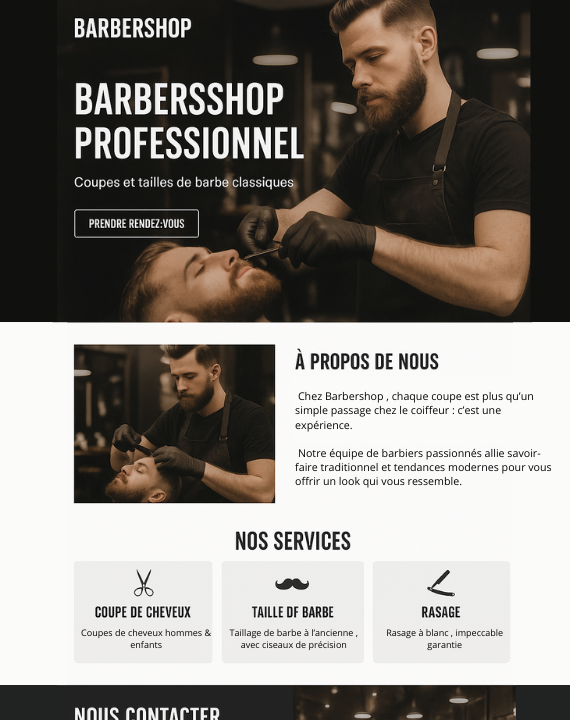 BARBERSHOP
BARBERSSHOP
PROFESSIONNEL
Coupes et tailles de barbe classiques
PRENDRE RENDEZ:VOUS
À PROPOS DE NOUS
Chez Barbershop , chaque coupe est plus qu’un
simple passage chez le coiffeur : c’est une
expérience.
Notre équipe de barbiers passionnés allie savoir-
faire traditionnel et tendances modernes pour vous
offrir un look qui vous ressemble.
NOS SERVICES
COUPE DE CHEVEUX
Coupes de cheveux hommes &
enfants
TAILLE DF BARBE
Taillage de barbe à l’ancienne ,
avec ciseaux de précision
RASAGE
Rasage à blanc , impeccable
garantie
NOUS CONTACTER